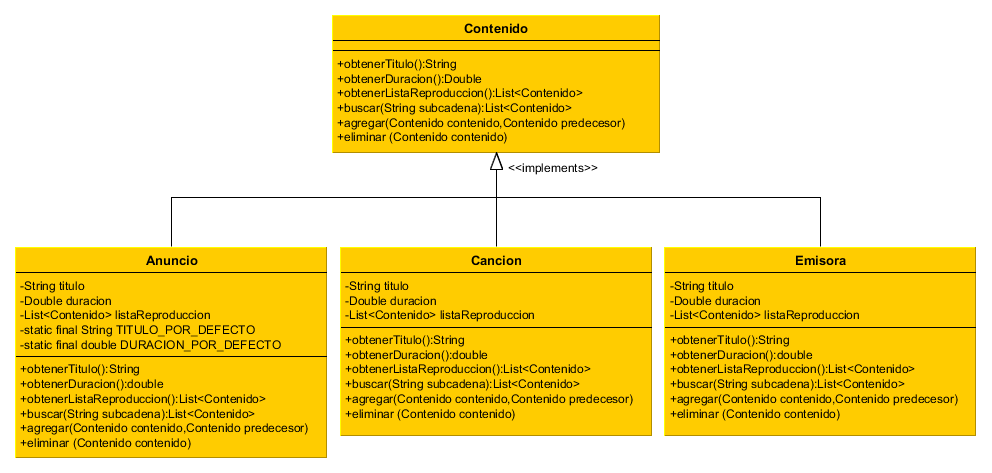 Contenido
+obtenerTitulo():String
+obtenerDuracion():Double
+obtenerListaReproduccion():List<Contenido>
+buscar(String subcadena):List<Contenido>
+agregar(Contenido contenido,Contenido predecesor)
+eliminar (Contenido contenido)
<<implements>>
Anuncio
-String titulo
-Double duracion
-List<Contenido> listaReproduccion
-static final String TITULO_POR_DEFECTO
-static final double DURACION_POR_DEFECTO
+obtenerTitulo():String
+obtenerDuracion():double
+obtenerListaReproduccion():List<Contenido>
+buscar(String subcadena):List<Contenido>
+agregar(Contenido contenido,Contenido predecesor)
+eliminar (Contenido contenido)
Cancion
-String titulo
-Double duracion
-List<Contenido> listaReproduccion
+obtenerTitulo():String
+obtenerDuracion():double
+obtenerListaReproduccion():List<Contenido>
+buscar(String subcadena):List<Contenido>
+agregar(Contenido contenido,Contenido predecesor)
+eliminar (Contenido contenido)
Emisora
-String titulo
-Double duracion
-List<Contenido> listaReproduccion
+obtenerTitulo():String
+obtenerDuracion():double
+obtenerListaReproduccion():List<Contenido>
+buscar(String subcadena):List<Contenido>
+agregar(Contenido contenido,Contenido predecesor)
+eliminar (Contenido contenido)